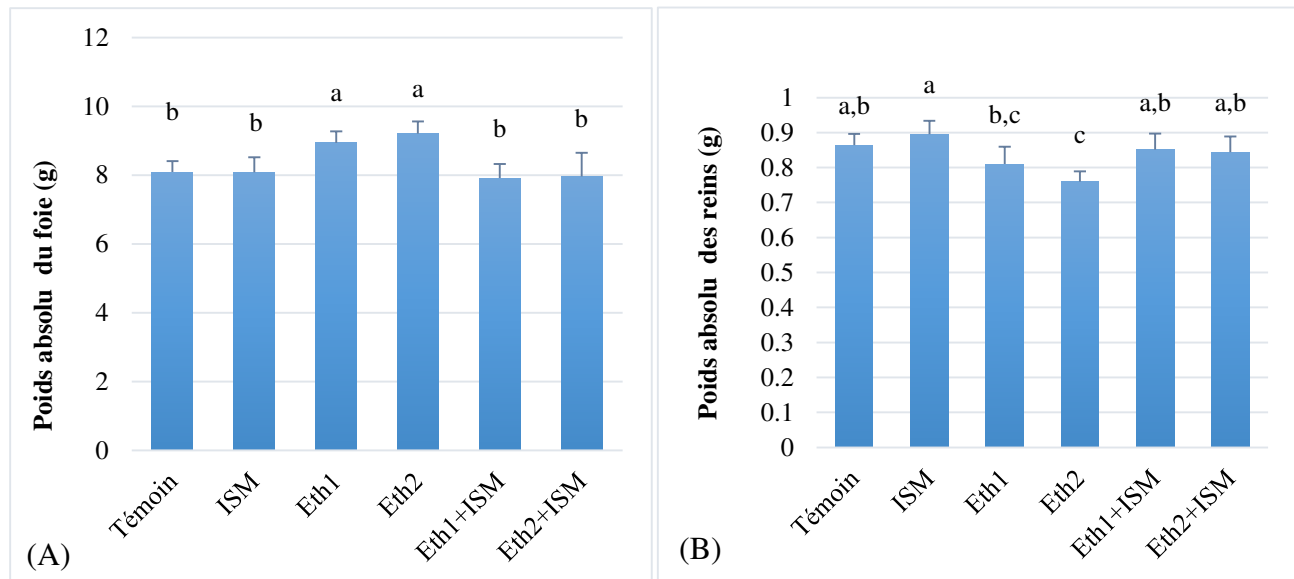 Poids absolu du foie (g)
12
10
8
6
4
2
0
b
b
a
a
b
b
Témoin
ISM
Eth1
Eth2
Eth1+ISM
Eth2+ISM
(A)
Poids absolu des reins (g)
1
0.9
0.8
0.7
0.6
0.5
0.4
0.3
0.2
0.1
0
a,b
a
b,c
c
a,b
a,b
Témoin
ISM
Eth1
Eth2
Eth1+ISM
Eth2+ISM
(B)